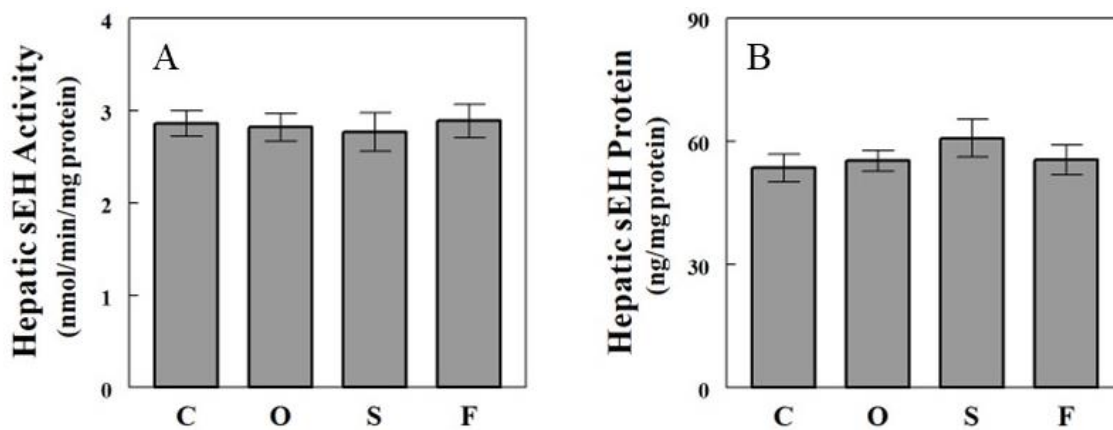 A
Hepatic sEH Activity
(nmol/min/mg protein)
4
3
2
1
0
C O S F
B
Hepatic sEH Protein
(ng/mg protein)
90
60
30
0
C O S F